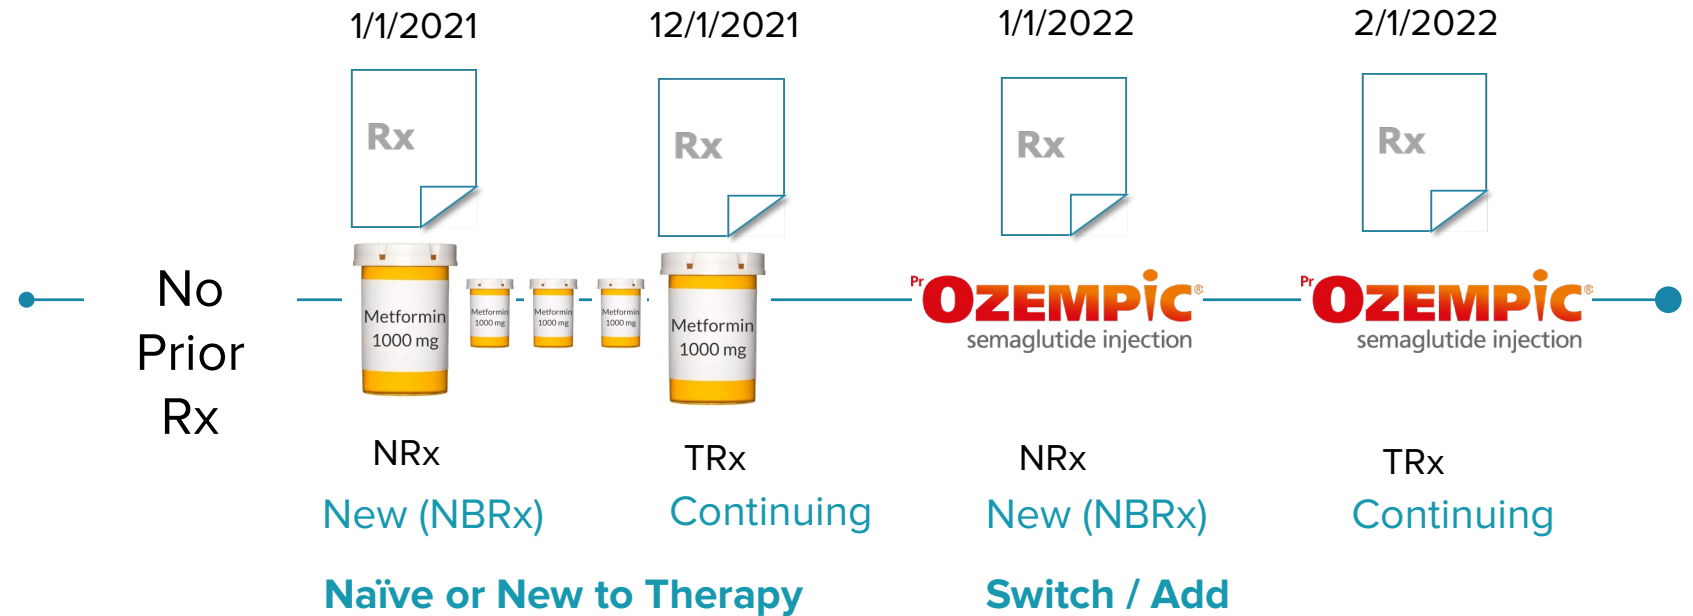 1/1/2021
12/1/2021
1/1/2022
2/1/2022
Rx
Rx
Rx
Rx
No
Prior
Rx
Metformin
1000 mg
Metformin
1000 mg
Metformin
1000 mg
Metformin
1000 mg
Metformin
1000 mg
Pr OZEMPIC®
semaglutide injection
Pr OZEMPIC®
semaglutide injection
NRx
TRx
NRx
TRx
New (NBRx)
Continuing
New (NBRx)
Continuing
Naïve or New to Therapy
Switch / Add